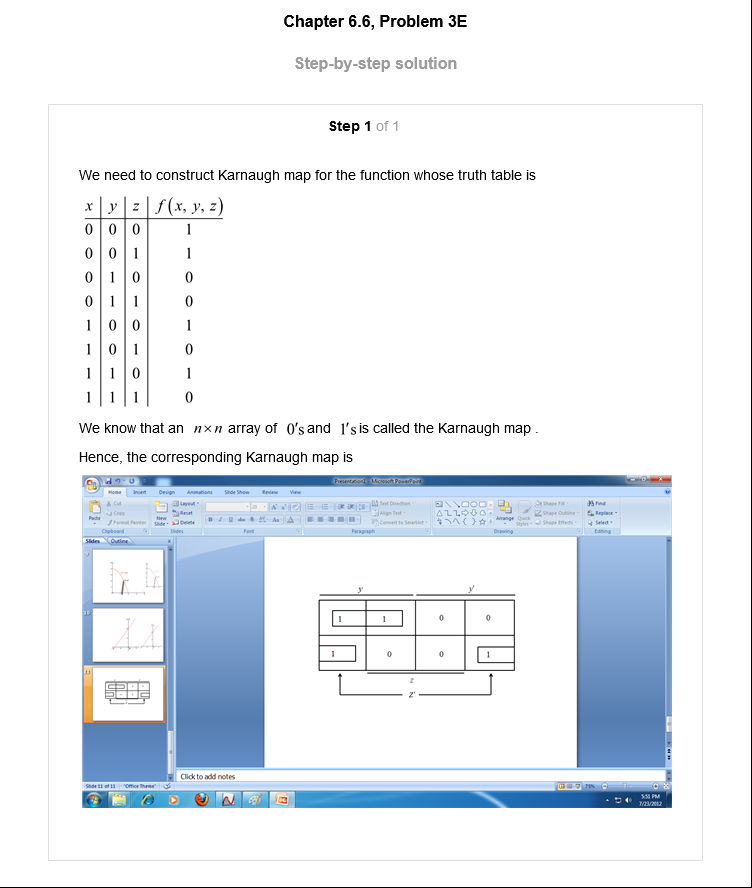 Chapter 6.6, Problem 3E
Step-by-step solution
Step 1 of 1
We need to construct Karnaugh map for the function whose truth table is
x y z f(x, y, z)
0 0 0 1
0 0 1 1
0 1 0 0
0 1 1 0
1 0 0 1
1 0 1 0
1 1 0 1
1 1 1 0
We know that an n×n array of 0's and 1's is called the Karnaugh map .
Hence, the corresponding Karnaugh map is
Presentation1 - Microsoft PowerPoint
Home Insert Design Animations Slide Show Review View
Paste
Cut
Copy
Format Painter
Clipboard
New Slide
Layout
Reset
Delete
Slides
Font
Text Direction
Align Text
Convert to SmartArt
Paragraph
Arrange
Quick Styles
Shape Fill
Shape Outline
Shape Effects
Drawing
Find
Replace
Select
Editing
Slides Outline
10
11
y y'
1 1 0 0
1 0 0 1
z
z'
Click to add notes
Slide 11 of 11 "Office Theme" 75%
5:51 PM
7/23/2012